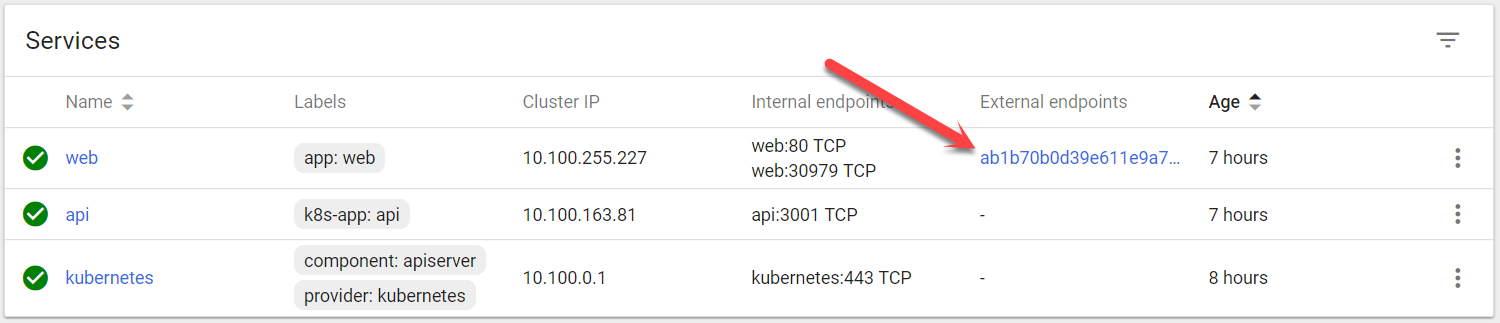 Services
Name Labels Cluster IP Internal endpoints External endpoints Age
web app: web 10.100.255.227 web:80 TCP ab1b70b0d39e611e9a7... 7 hours
web:30979 TCP
api k8s-app: api 10.100.163.81 api:3001 TCP - 7 hours
component: apiserver
kubernetes 10.100.0.1 kubernetes:443 TCP - 8 hours
provider: kubernetes